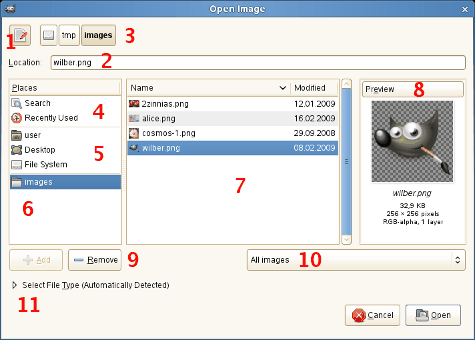 Open Image
1
tmp
images
3
Location:
wilber.png
2
Places
Search
Recently Used
4
user
Desktop
File System
5
images
6
Name
Modified
2zinnias.png
12.01.2009
alice.png
16.02.2009
cosmos-1.png
29.09.2008
wilber.png
08.02.2009
7
Preview
8
wilber.png
32,9 KB
256 × 256 pixels
RGB-alpha, 1 layer
Add
Remove
9
All images
10
Select File Type (Automatically Detected)
11
Cancel
Open